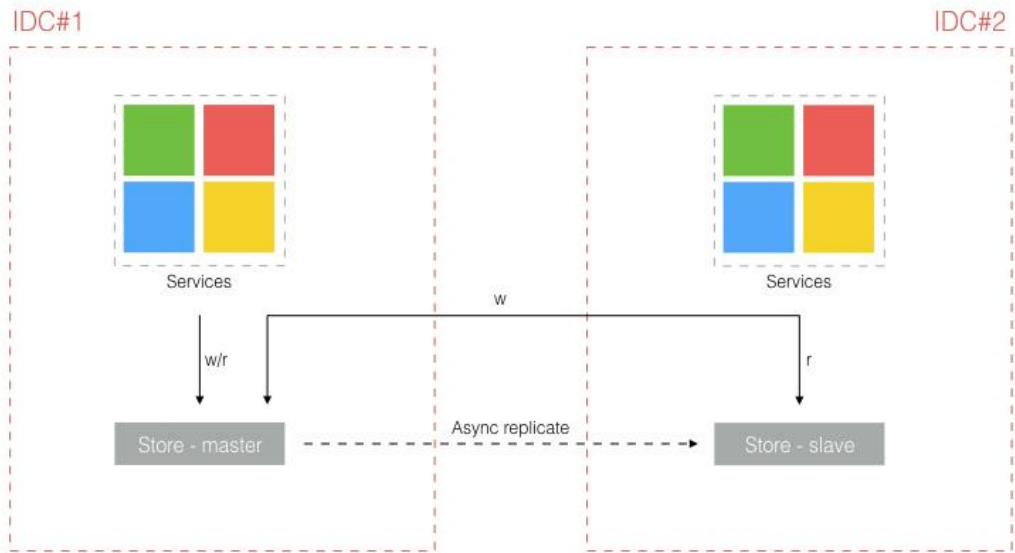 IDC#1
IDC#2
Services
Services
w
w/r
r
Async replicate
Store - master
Store - slave